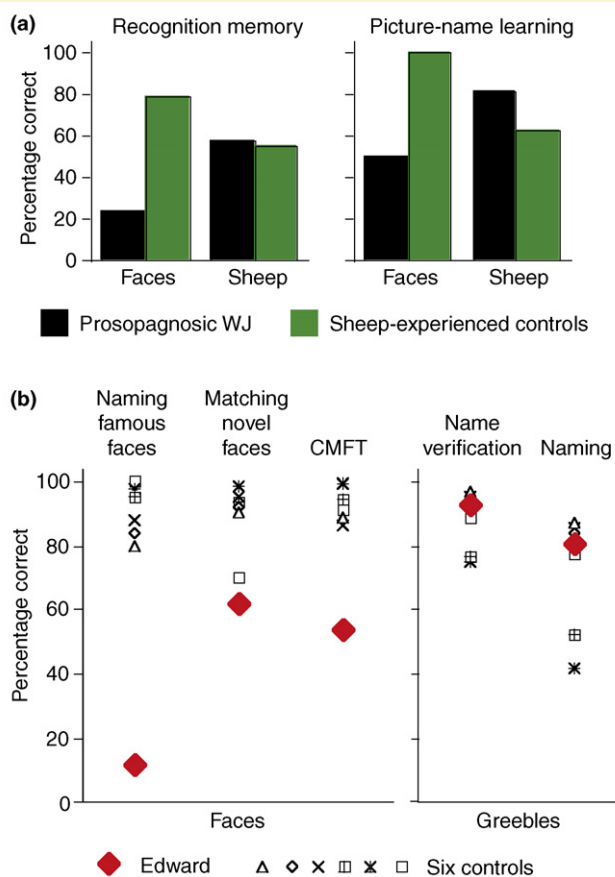 (a)
Recognition memory
Picture-name learning
Percentage correct
100
80
60
40
20
0
Faces
Sheep
Faces
Sheep
Prosopagnosic WJ
Sheep-experienced controls
(b)
Naming
famous
faces
Matching
novel
faces
CMFT
Name
verification
Naming
Percentage correct
100
80
60
40
20
0
Faces
Greebles
Edward
Six controls